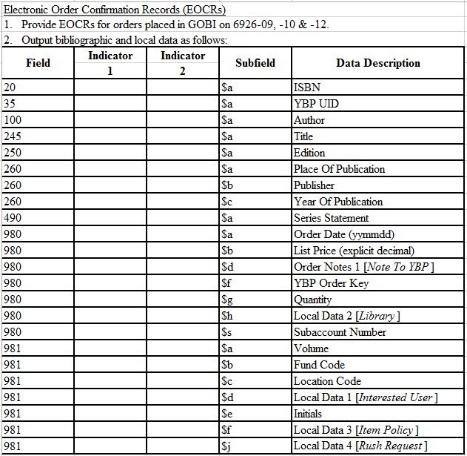 Electronic Order Confirmation Records (EOCRs)
1. Provide EOCRs for orders placed in GOBI on 6926-09, -10 & -12.
2. Output bibliographic and local data as follows:
Field Indicator 1 Indicator 2 Subfield Data Description
20 $a ISBN
35 $a YBP UID
100 $a Author
245 $a Title
250 $a Edition
260 $a Place Of Publication
260 $b Publisher
260 $c Year Of Publication
490 $a Series Statement
980 $a Order Date (yymmdd)
980 $b List Price (explicit decimal)
980 $d Order Notes 1 [Note To YBP]
980 $f YBP Order Key
980 $g Quantity
980 $h Local Data 2 [Library]
980 $s Subaccount Number
981 $a Volume
981 $b Fund Code
981 $c Location Code
981 $d Local Data 1 [Interested User]
981 $e Initials
981 $f Local Data 3 [Item Policy]
981 $j Local Data 4 [Rush Request]